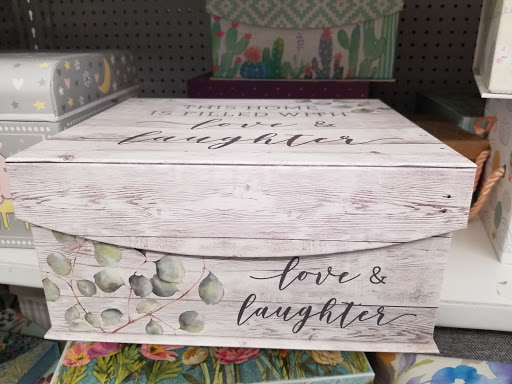 THIS HOME
IS FILLED WITH
love &
laughter
love &
laughter